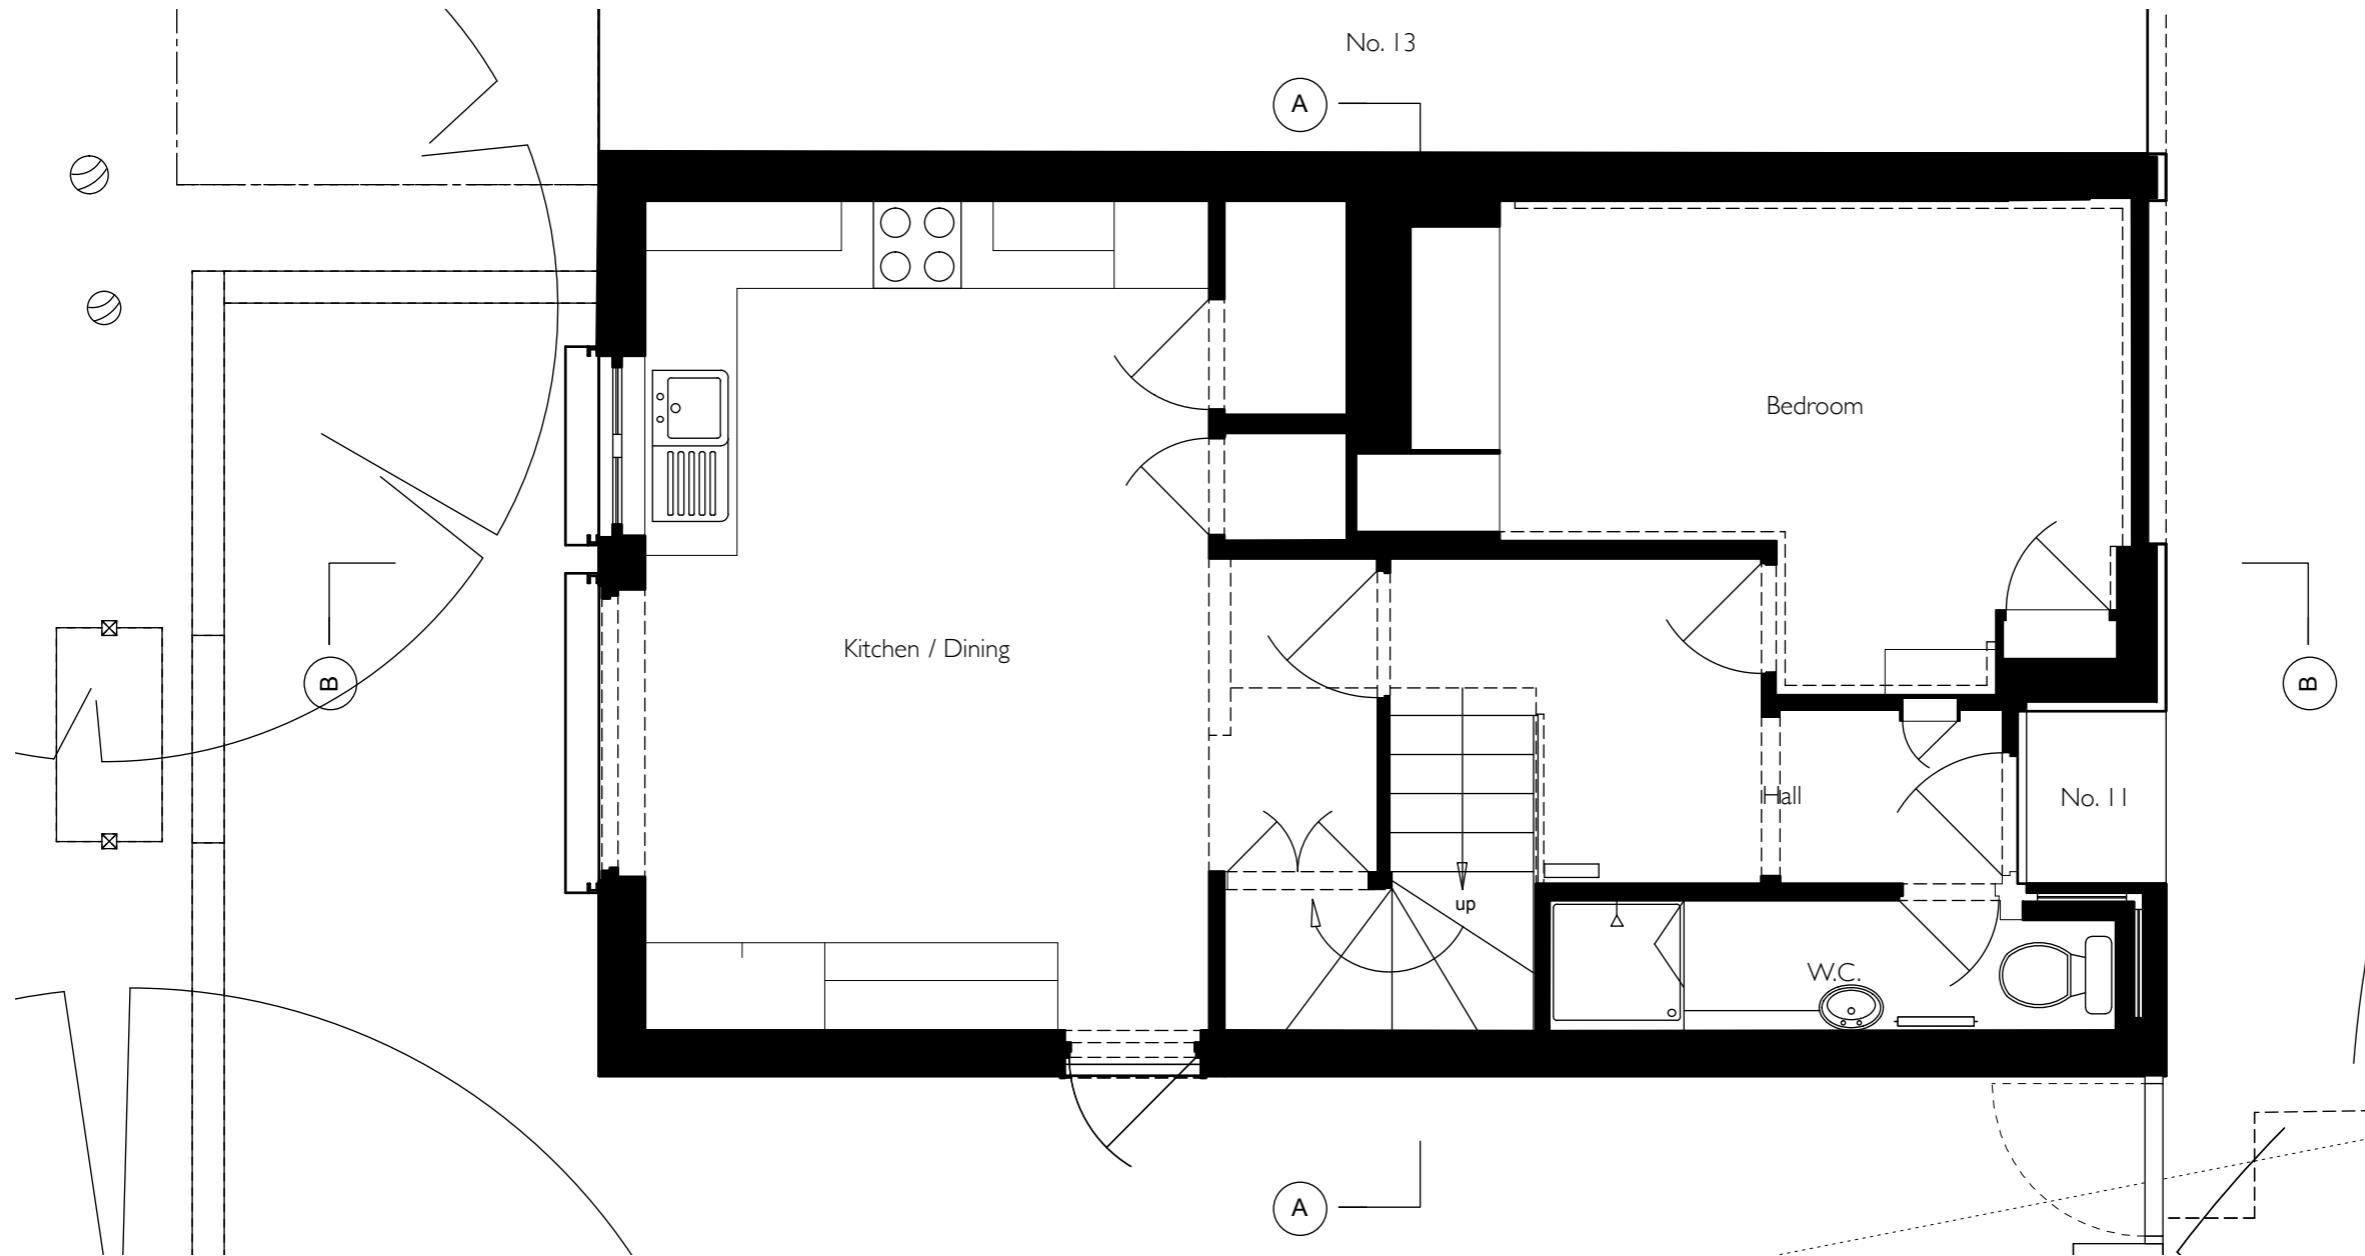 No. 13
A
Bedroom
Kitchen / Dining
B
B
Hall
No. 11
up
W.C.
A